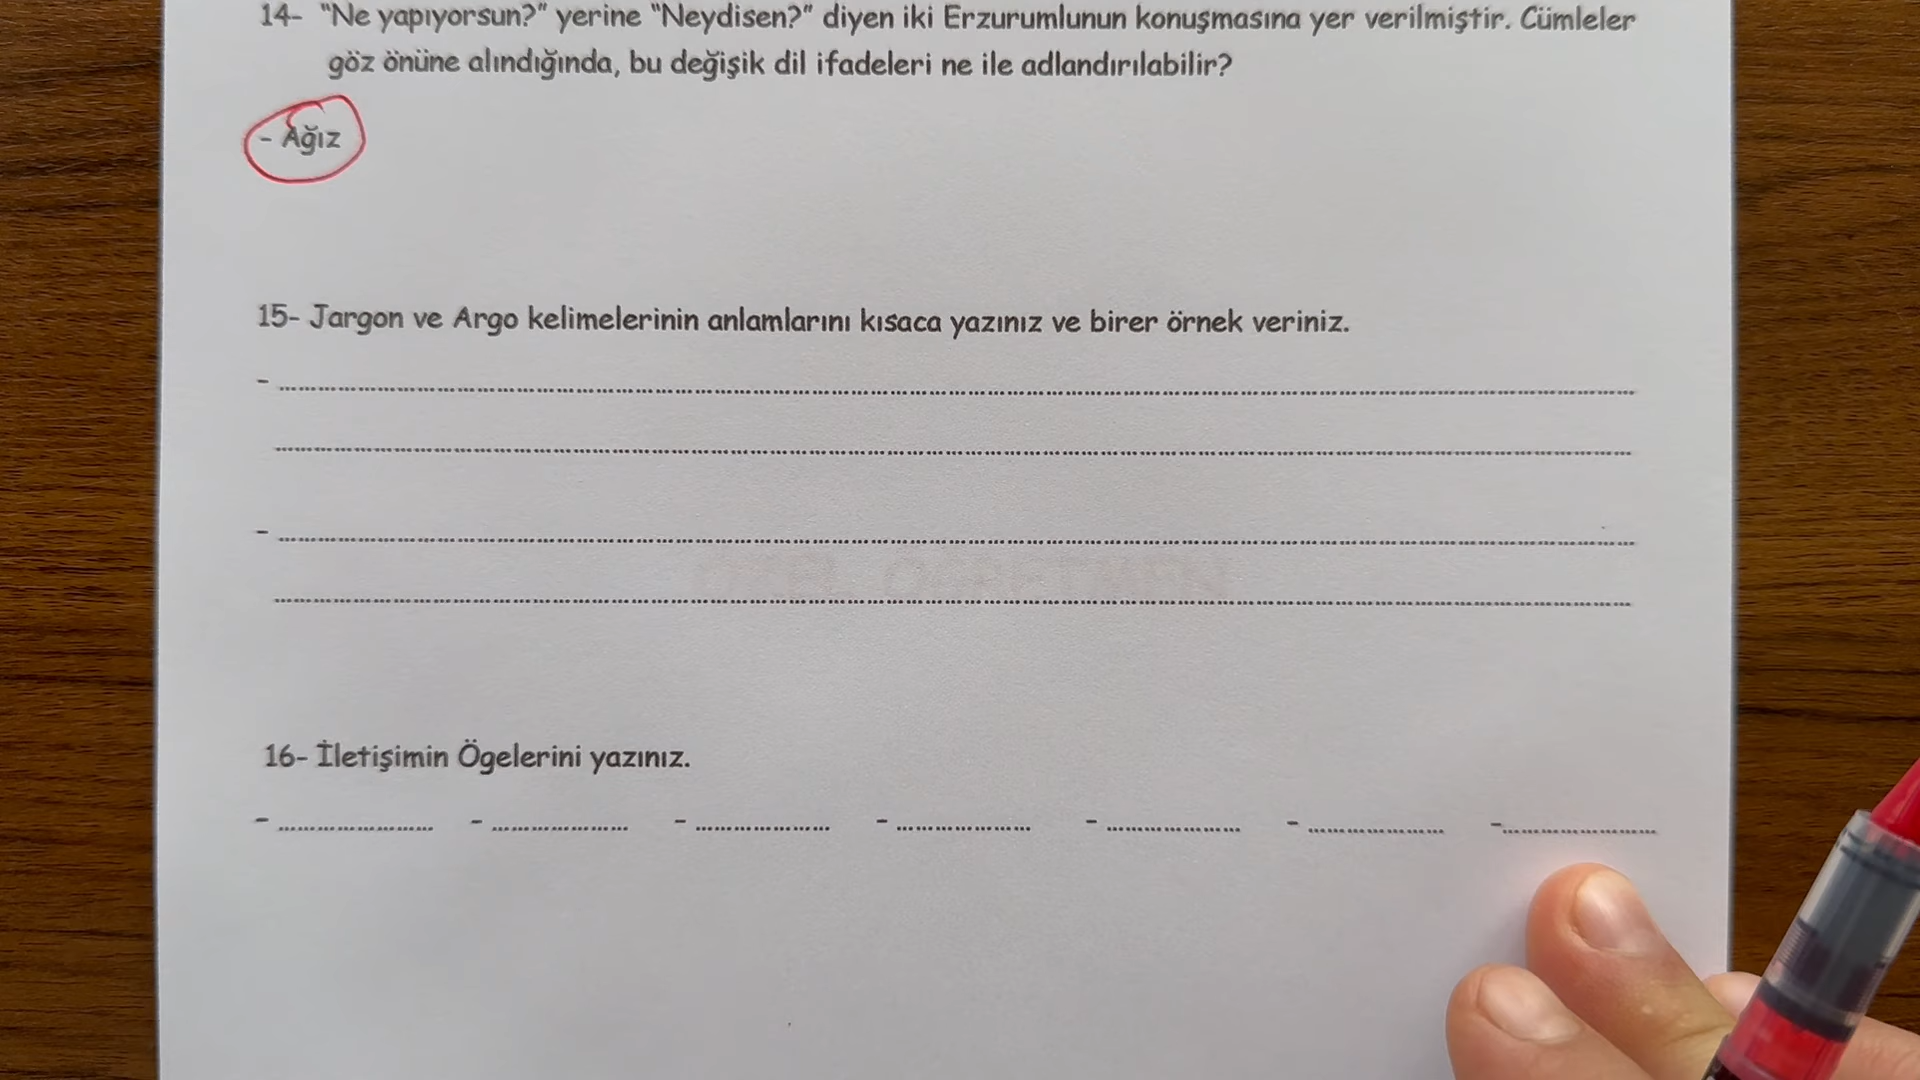 14- "Ne yapıyorsun?" yerine "Neydisen?" diyen iki Erzurumlunun konuşmasına yer verilmiştir. Cümleler
göz önüne alındığında, bu değişik dil ifadeleri ne ile adlandırılabilir?
- Ağız
15- Jargon ve Argo kelimelerinin anlamlarını kısaca yazınız ve birer örnek veriniz.
16- İletişimin Ögelerini yazınız.